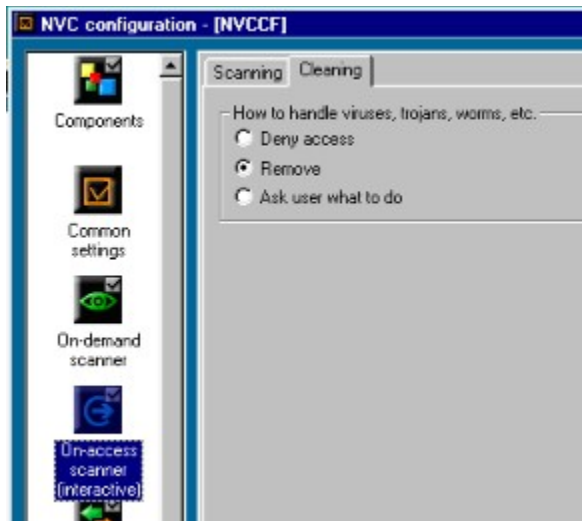 NVC configuration - [NVCCF]
Components
Common
settings
On-demand
scanner
On-access
scanner
(interactive)
Scanning
Cleaning
How to handle viruses, trojans, worms, etc.
Deny access
Remove
Ask user what to do